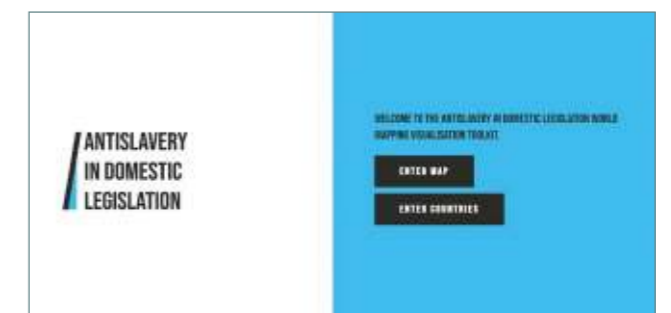 ANTISLAVERY
IN DOMESTIC
LEGISLATION
WELCOME TO THE ANTISLAVERY IN DOMESTIC LEGISLATION WORLD
MAPPING VISUALISATION TOOLKIT
ENTER MAP
ENTER COUNTRIES